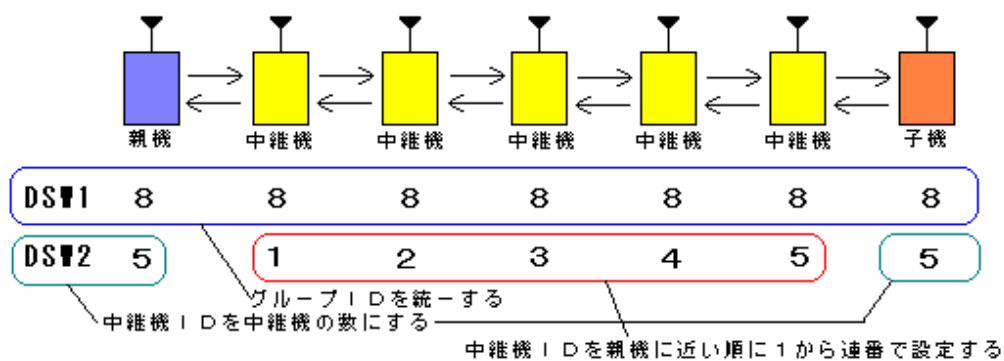 親機 中継機 中継機 中継機 中継機 中継機 子機
DSW1 8 8 8 8 8 8 8
DSW2 5 1 2 3 4 5 5
グループIDを統一する
中継機IDを中継機の数にする
中継機IDを親機に近い順に1から連番で設定する